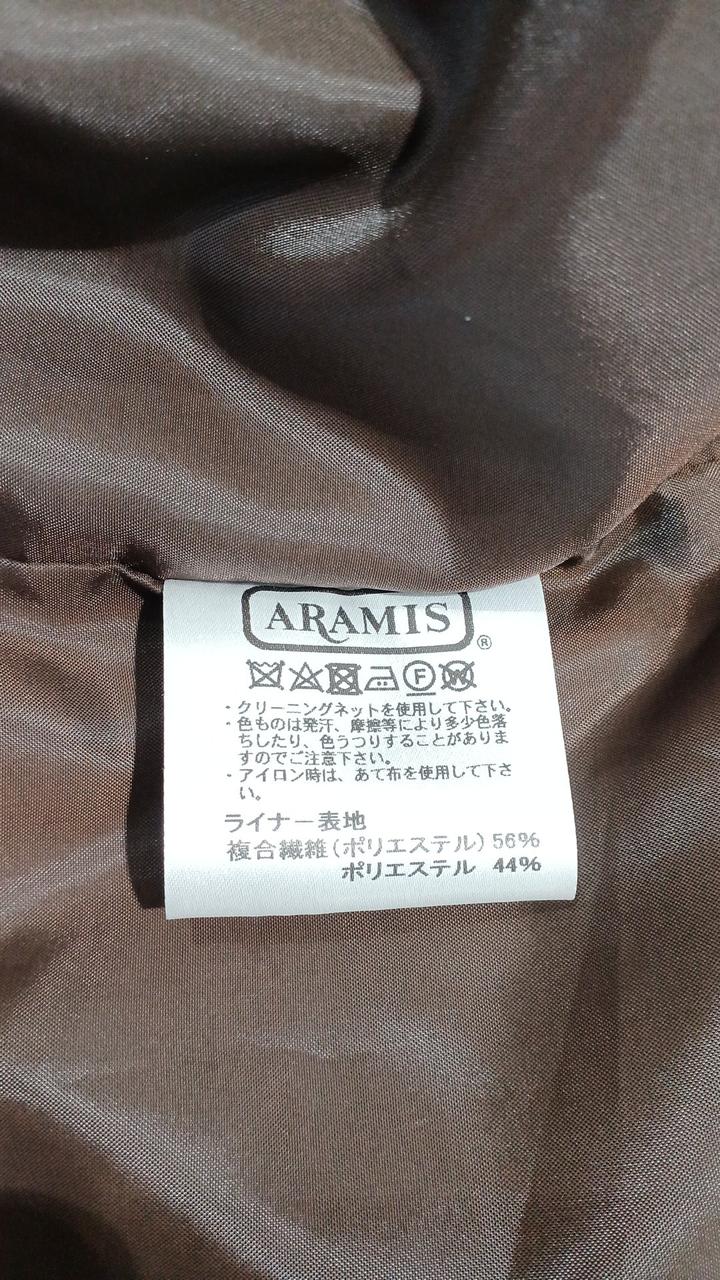 ARAMIS®
F W
・クリーニングネットを使用して下さい。
・色ものは発汗、摩擦等により多少色落
ちしたり、色うつりすることがありま
すのでご注意下さい。
・アイロン時は、あて布を使用して下さ
い。
ライナー表地
複合繊維(ポリエステル) 56%
ポリエステル 44%